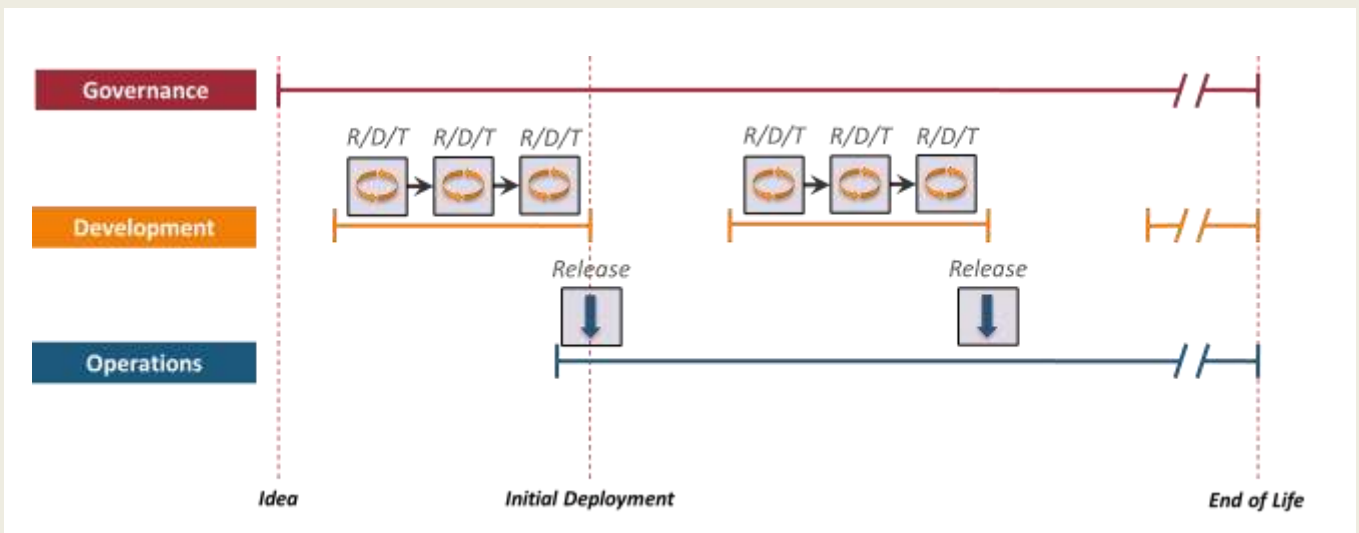 Governance
R/D/T R/D/T R/D/T R/D/T R/D/T R/D/T
Development
Release Release
Operations
Idea Initial Deployment End of Life